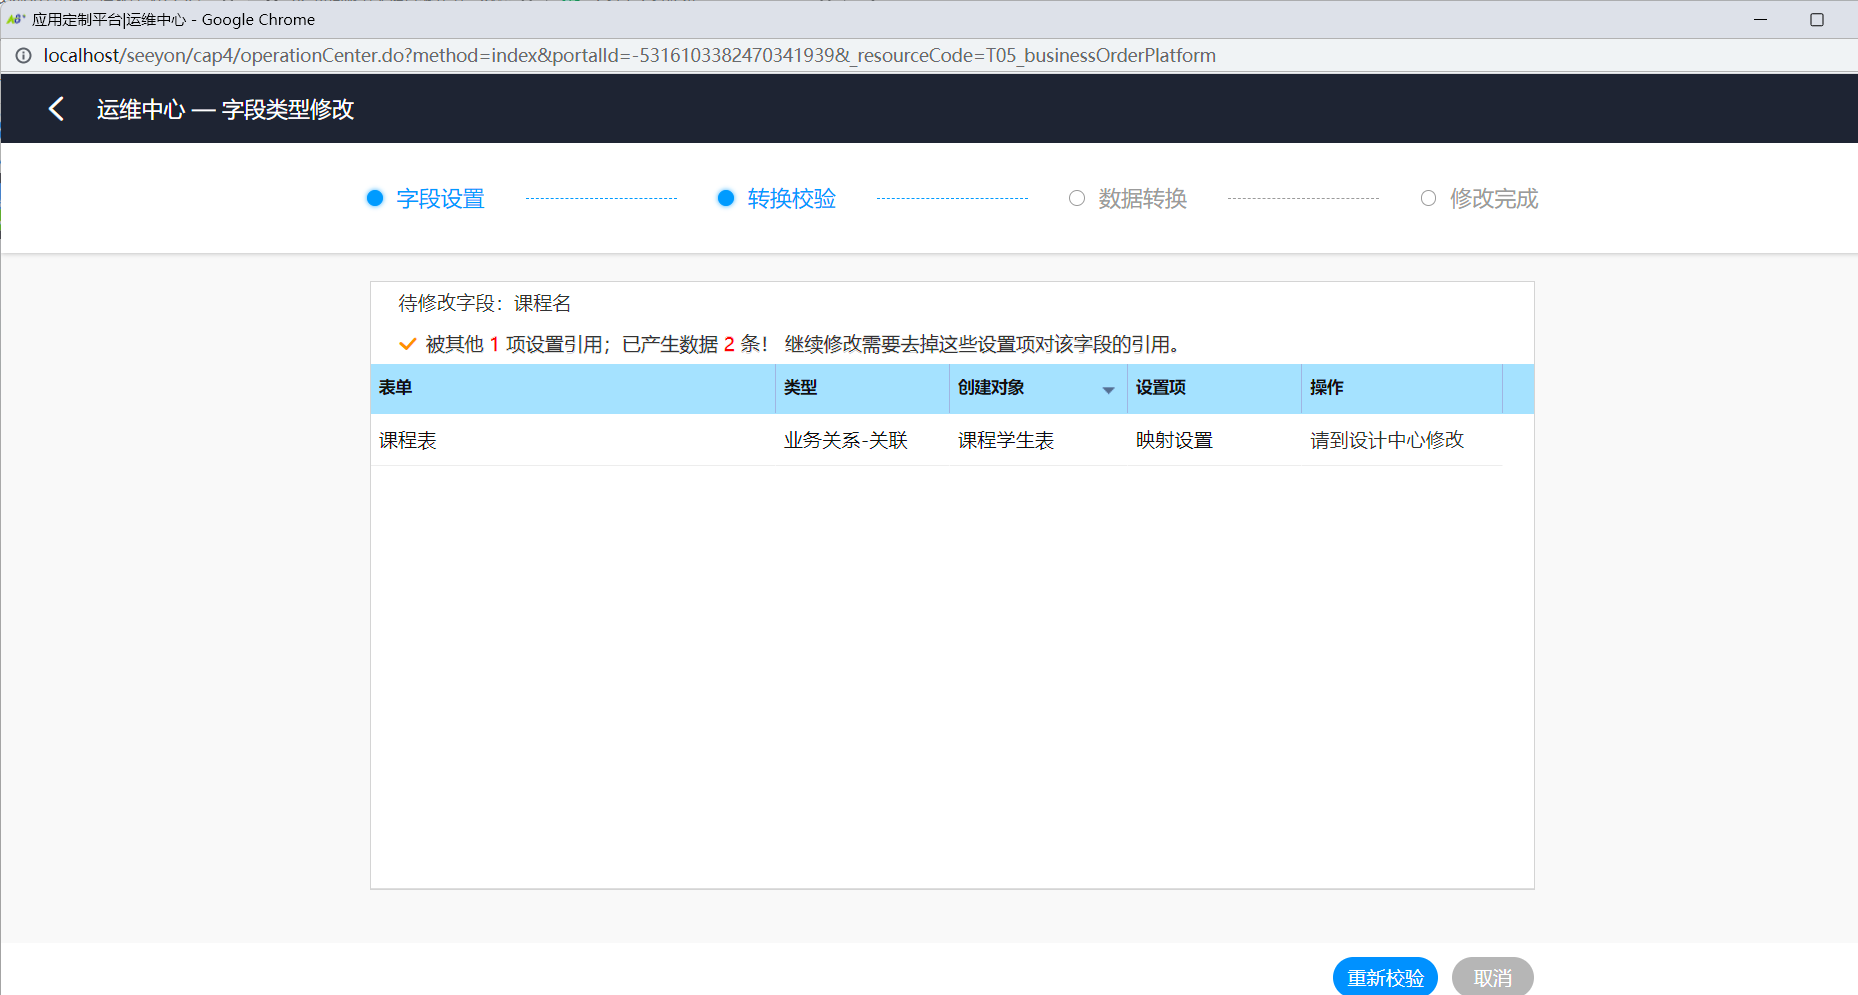 应用定制平台|运维中心 - Google Chrome
localhost/seeyon/cap4/operationCenter.do?method=index&portalId=-5316103382470341939&_resourceCode=T05_businessOrderPlatform
运维中心 — 字段类型修改
字段设置 转换校验 数据转换 修改完成
待修改字段：课程名
被其他 1 项设置引用；已产生数据 2 条！ 继续修改需要去掉这些设置项对该字段的引用。
表单 类型 创建对象 设置项 操作
课程表 业务关系-关联 课程学生表 映射设置 请到设计中心修改
重新校验 取消